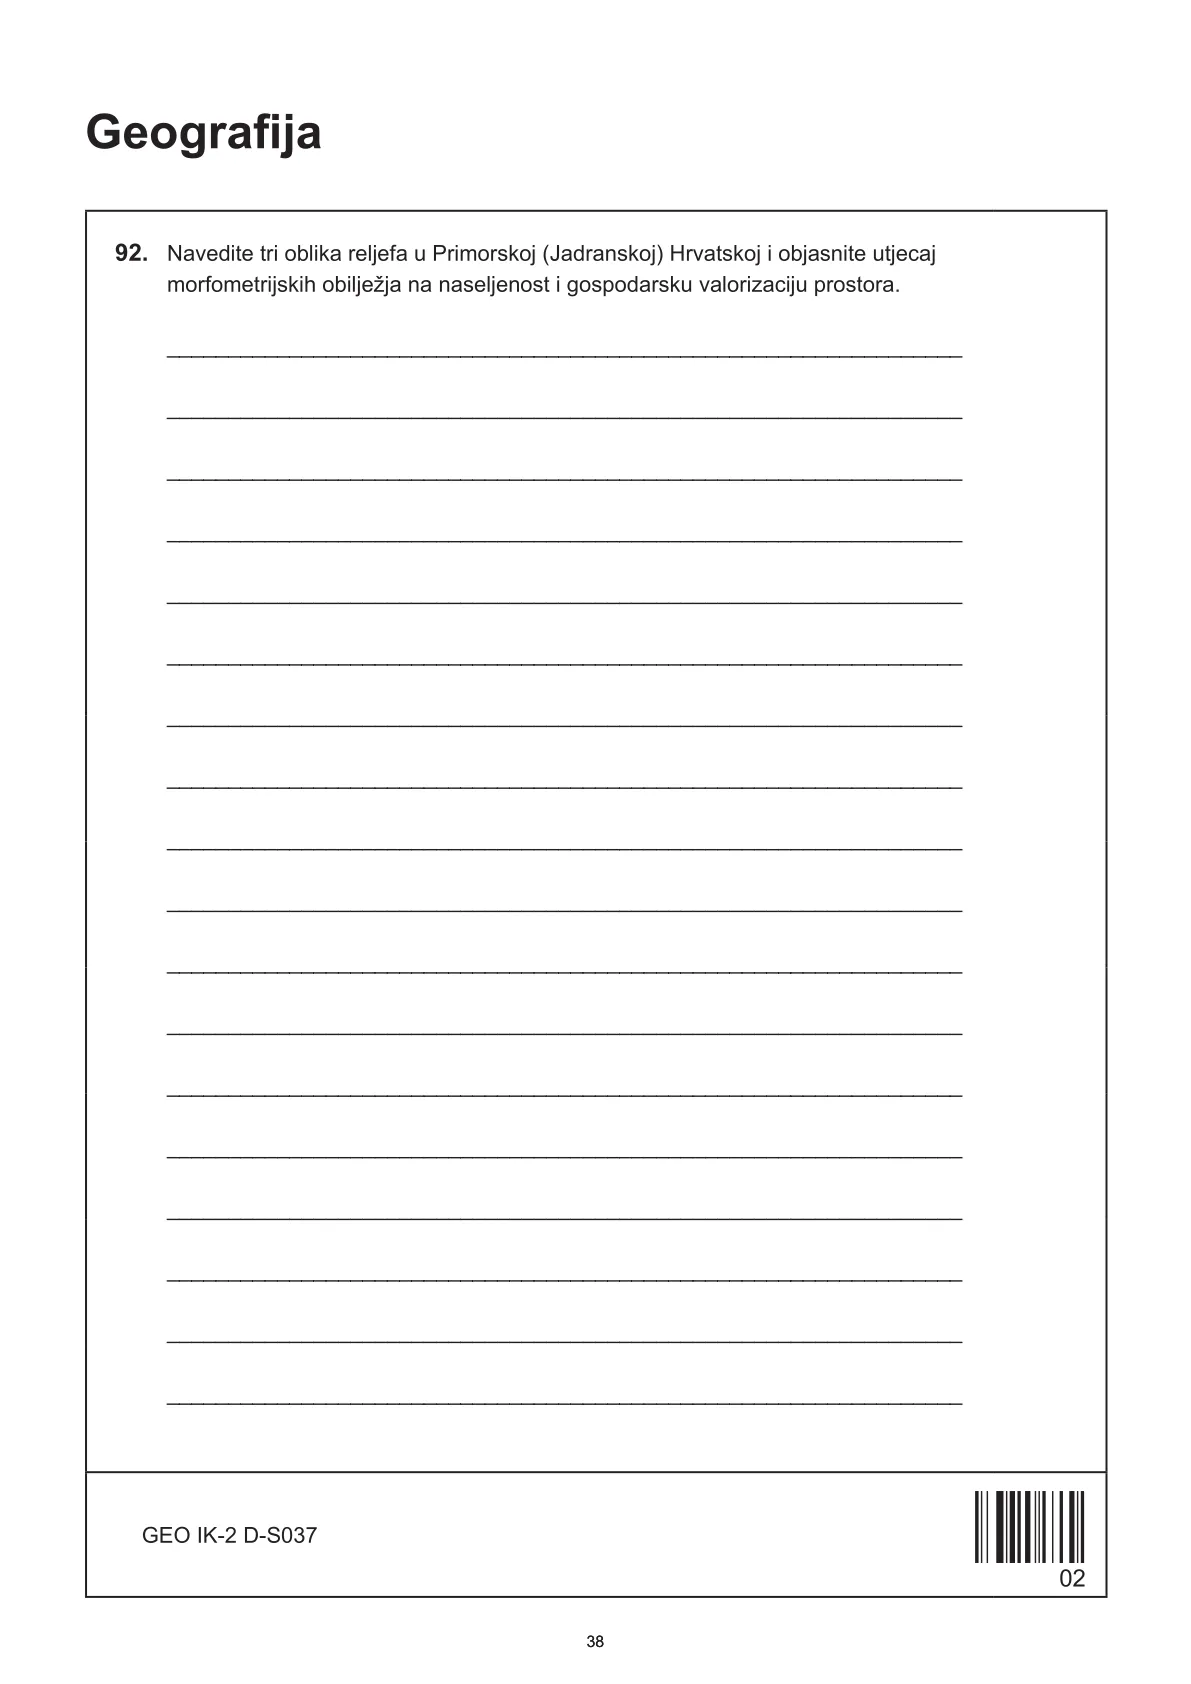 Geografija
92. Navedite tri oblika reljefa u Primorskoj (Jadranskoj) Hrvatskoj i objasnite utjecaj
morfometrijskih obilježja na naseljenost i gospodarsku valorizaciju prostora.
GEO IK-2 D-S037
02
38